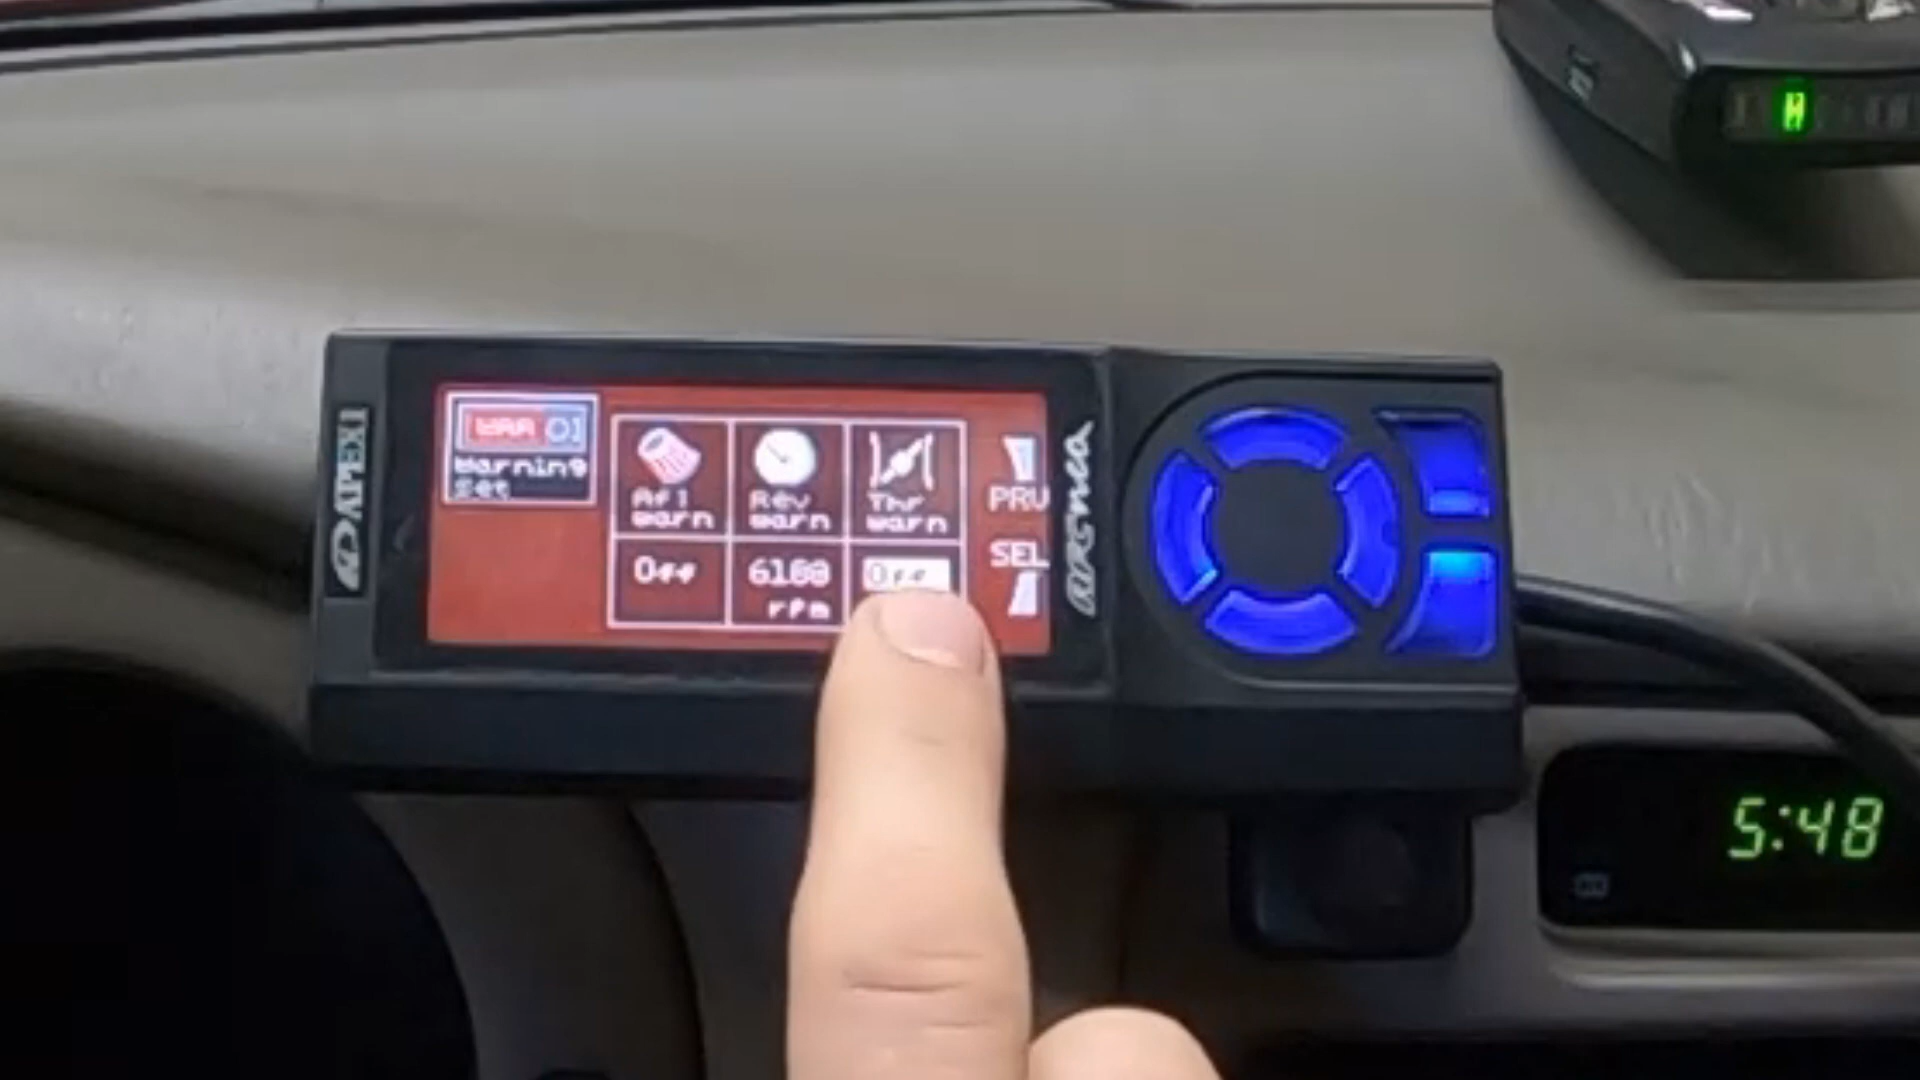 APEXi
WAR 01
Warning
Set
Af1
warn
Rev
warn
Thr
warn
Off
6100
rpm
Off
PRV
SEL
5:48